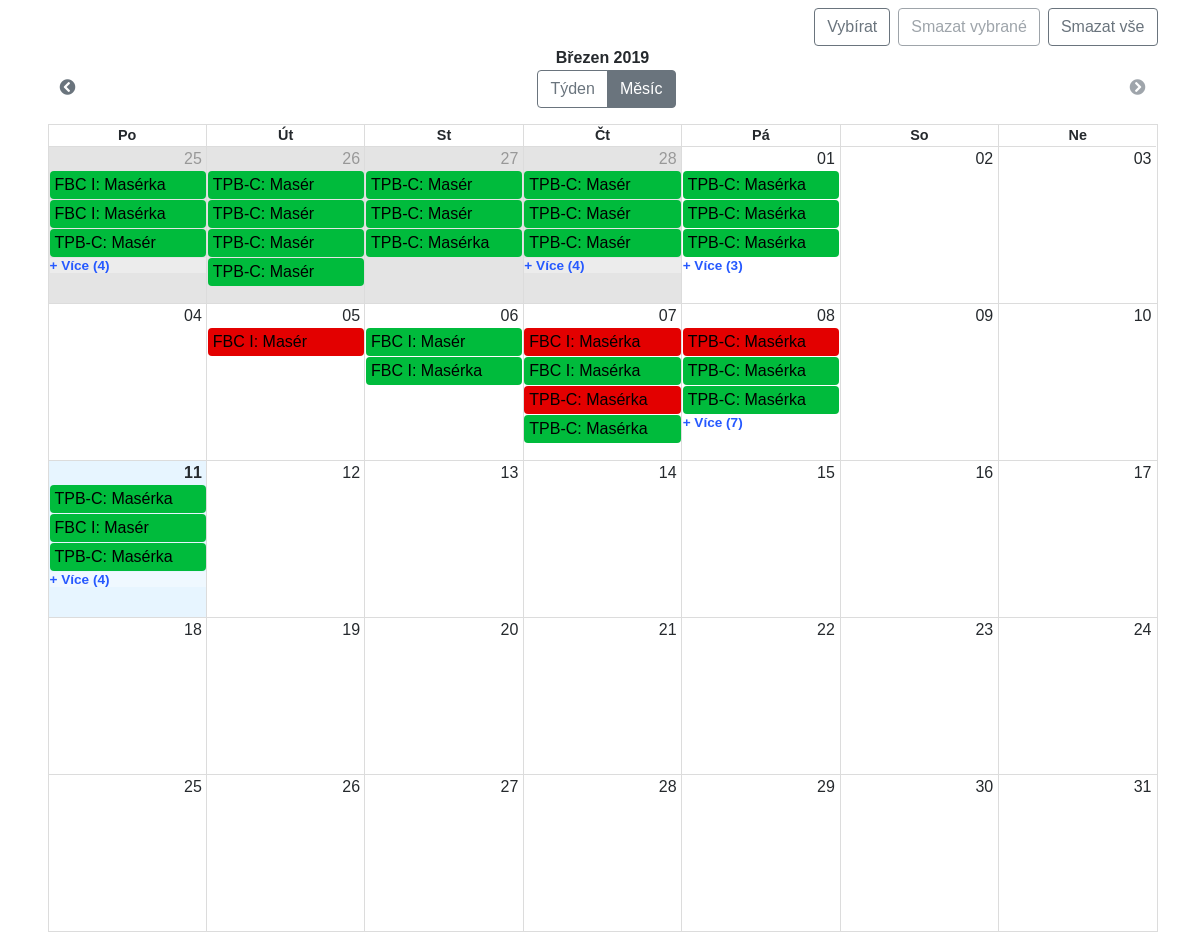 Vybírat Smazat vybrané Smazat vše
Březen 2019
Týden Měsíc
Po Út St Čt Pá So Ne
25 26 27 28 01 02 03
FBC I: Masérka TPB-C: Masér TPB-C: Masér TPB-C: Masér TPB-C: Masérka
FBC I: Masérka TPB-C: Masér TPB-C: Masér TPB-C: Masér TPB-C: Masérka
TPB-C: Masér TPB-C: Masér TPB-C: Masérka TPB-C: Masér TPB-C: Masérka
+ Více (4) TPB-C: Masér + Více (4) + Více (3)
04 05 06 07 08 09 10
FBC I: Masér FBC I: Masér FBC I: Masérka TPB-C: Masérka
FBC I: Masérka FBC I: Masérka TPB-C: Masérka
TPB-C: Masérka TPB-C: Masérka
TPB-C: Masérka + Více (7)
11 12 13 14 15 16 17
TPB-C: Masérka
FBC I: Masér
TPB-C: Masérka
+ Více (4)
18 19 20 21 22 23 24
25 26 27 28 29 30 31